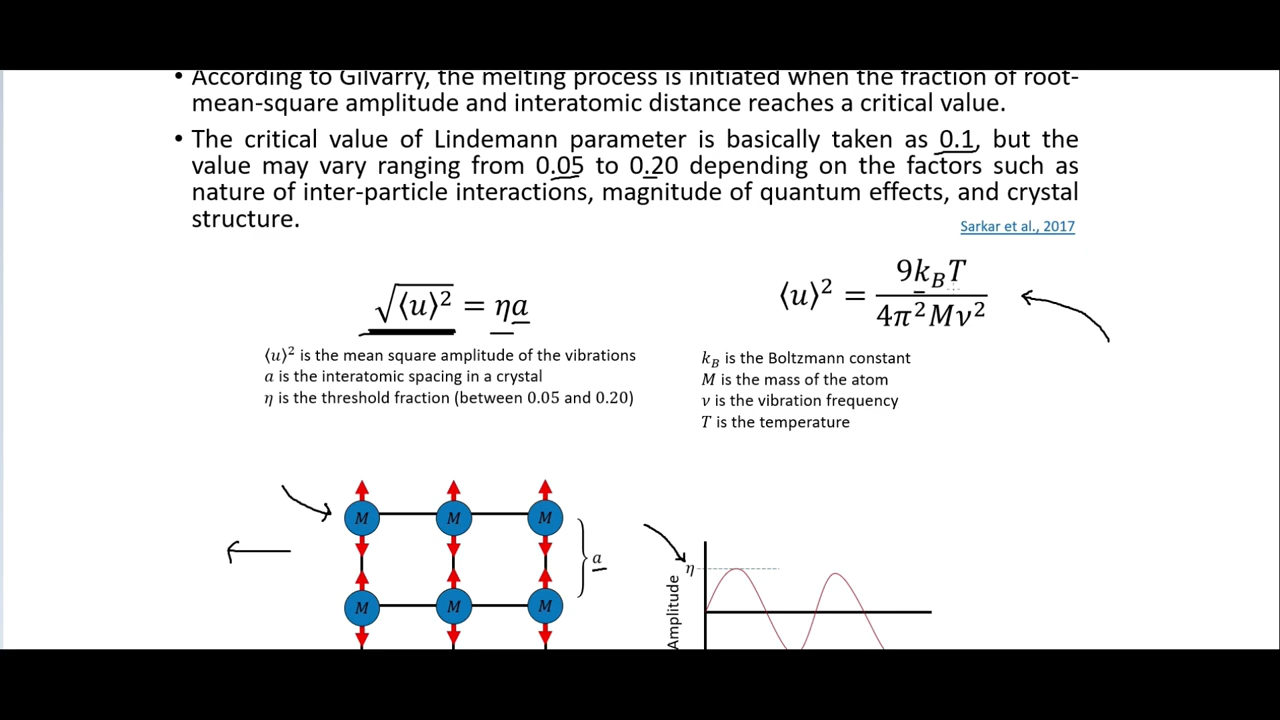 • According to Gilvarry, the melting process is initiated when the fraction of root-
mean-square amplitude and interatomic distance reaches a critical value.
• The critical value of Lindemann parameter is basically taken as 0.1, but the
value may vary ranging from 0.05 to 0.20 depending on the factors such as
nature of inter-particle interactions, magnitude of quantum effects, and crystal
structure.
Sarkar et al., 2017
√⟨u⟩² = ηa
⟨u⟩² = 9k_BT / 4π²Mν²
⟨u⟩² is the mean square amplitude of the vibrations
a is the interatomic spacing in a crystal
η is the threshold fraction (between 0.05 and 0.20)
k_B is the Boltzmann constant
M is the mass of the atom
ν is the vibration frequency
T is the temperature
M M M
a
M M M
η
Amplitude